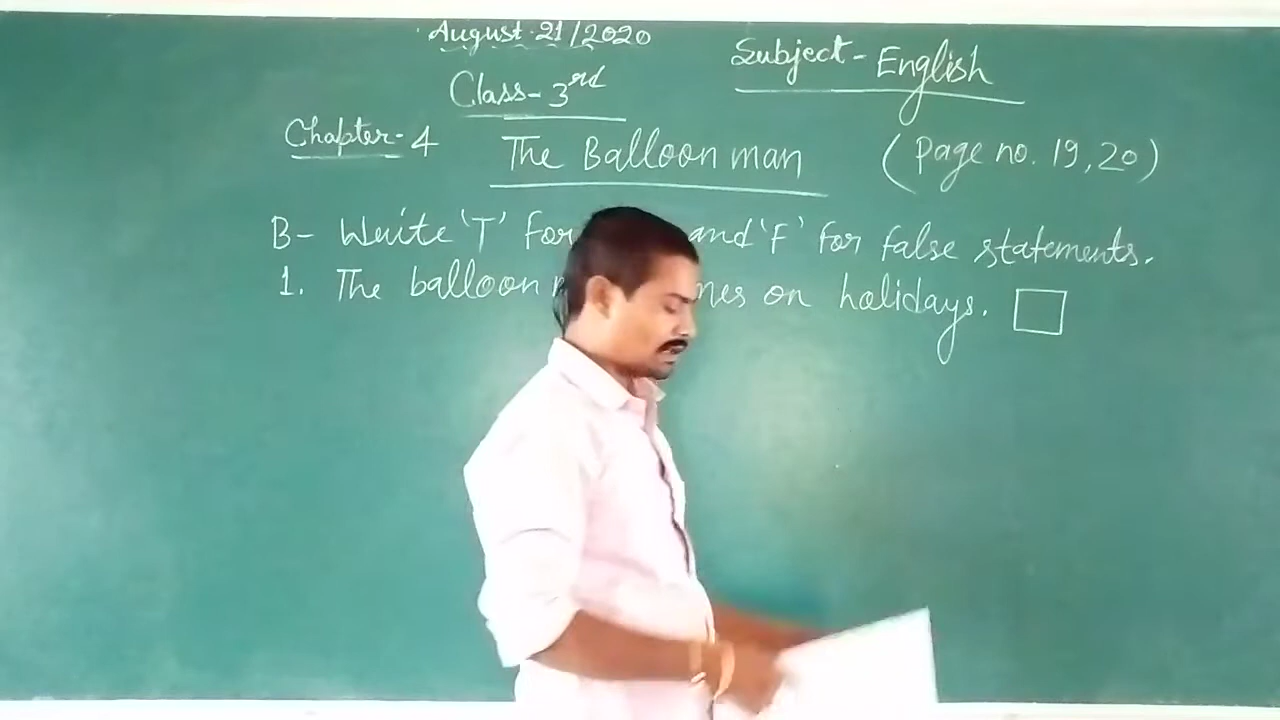 August 21/2020
Subject - English
Class - 3rd
Chapter - 4 The Balloon man (Page no. 19, 20)
B- Write 'T' for and 'F' for false statements.
1. The balloon on holidays.